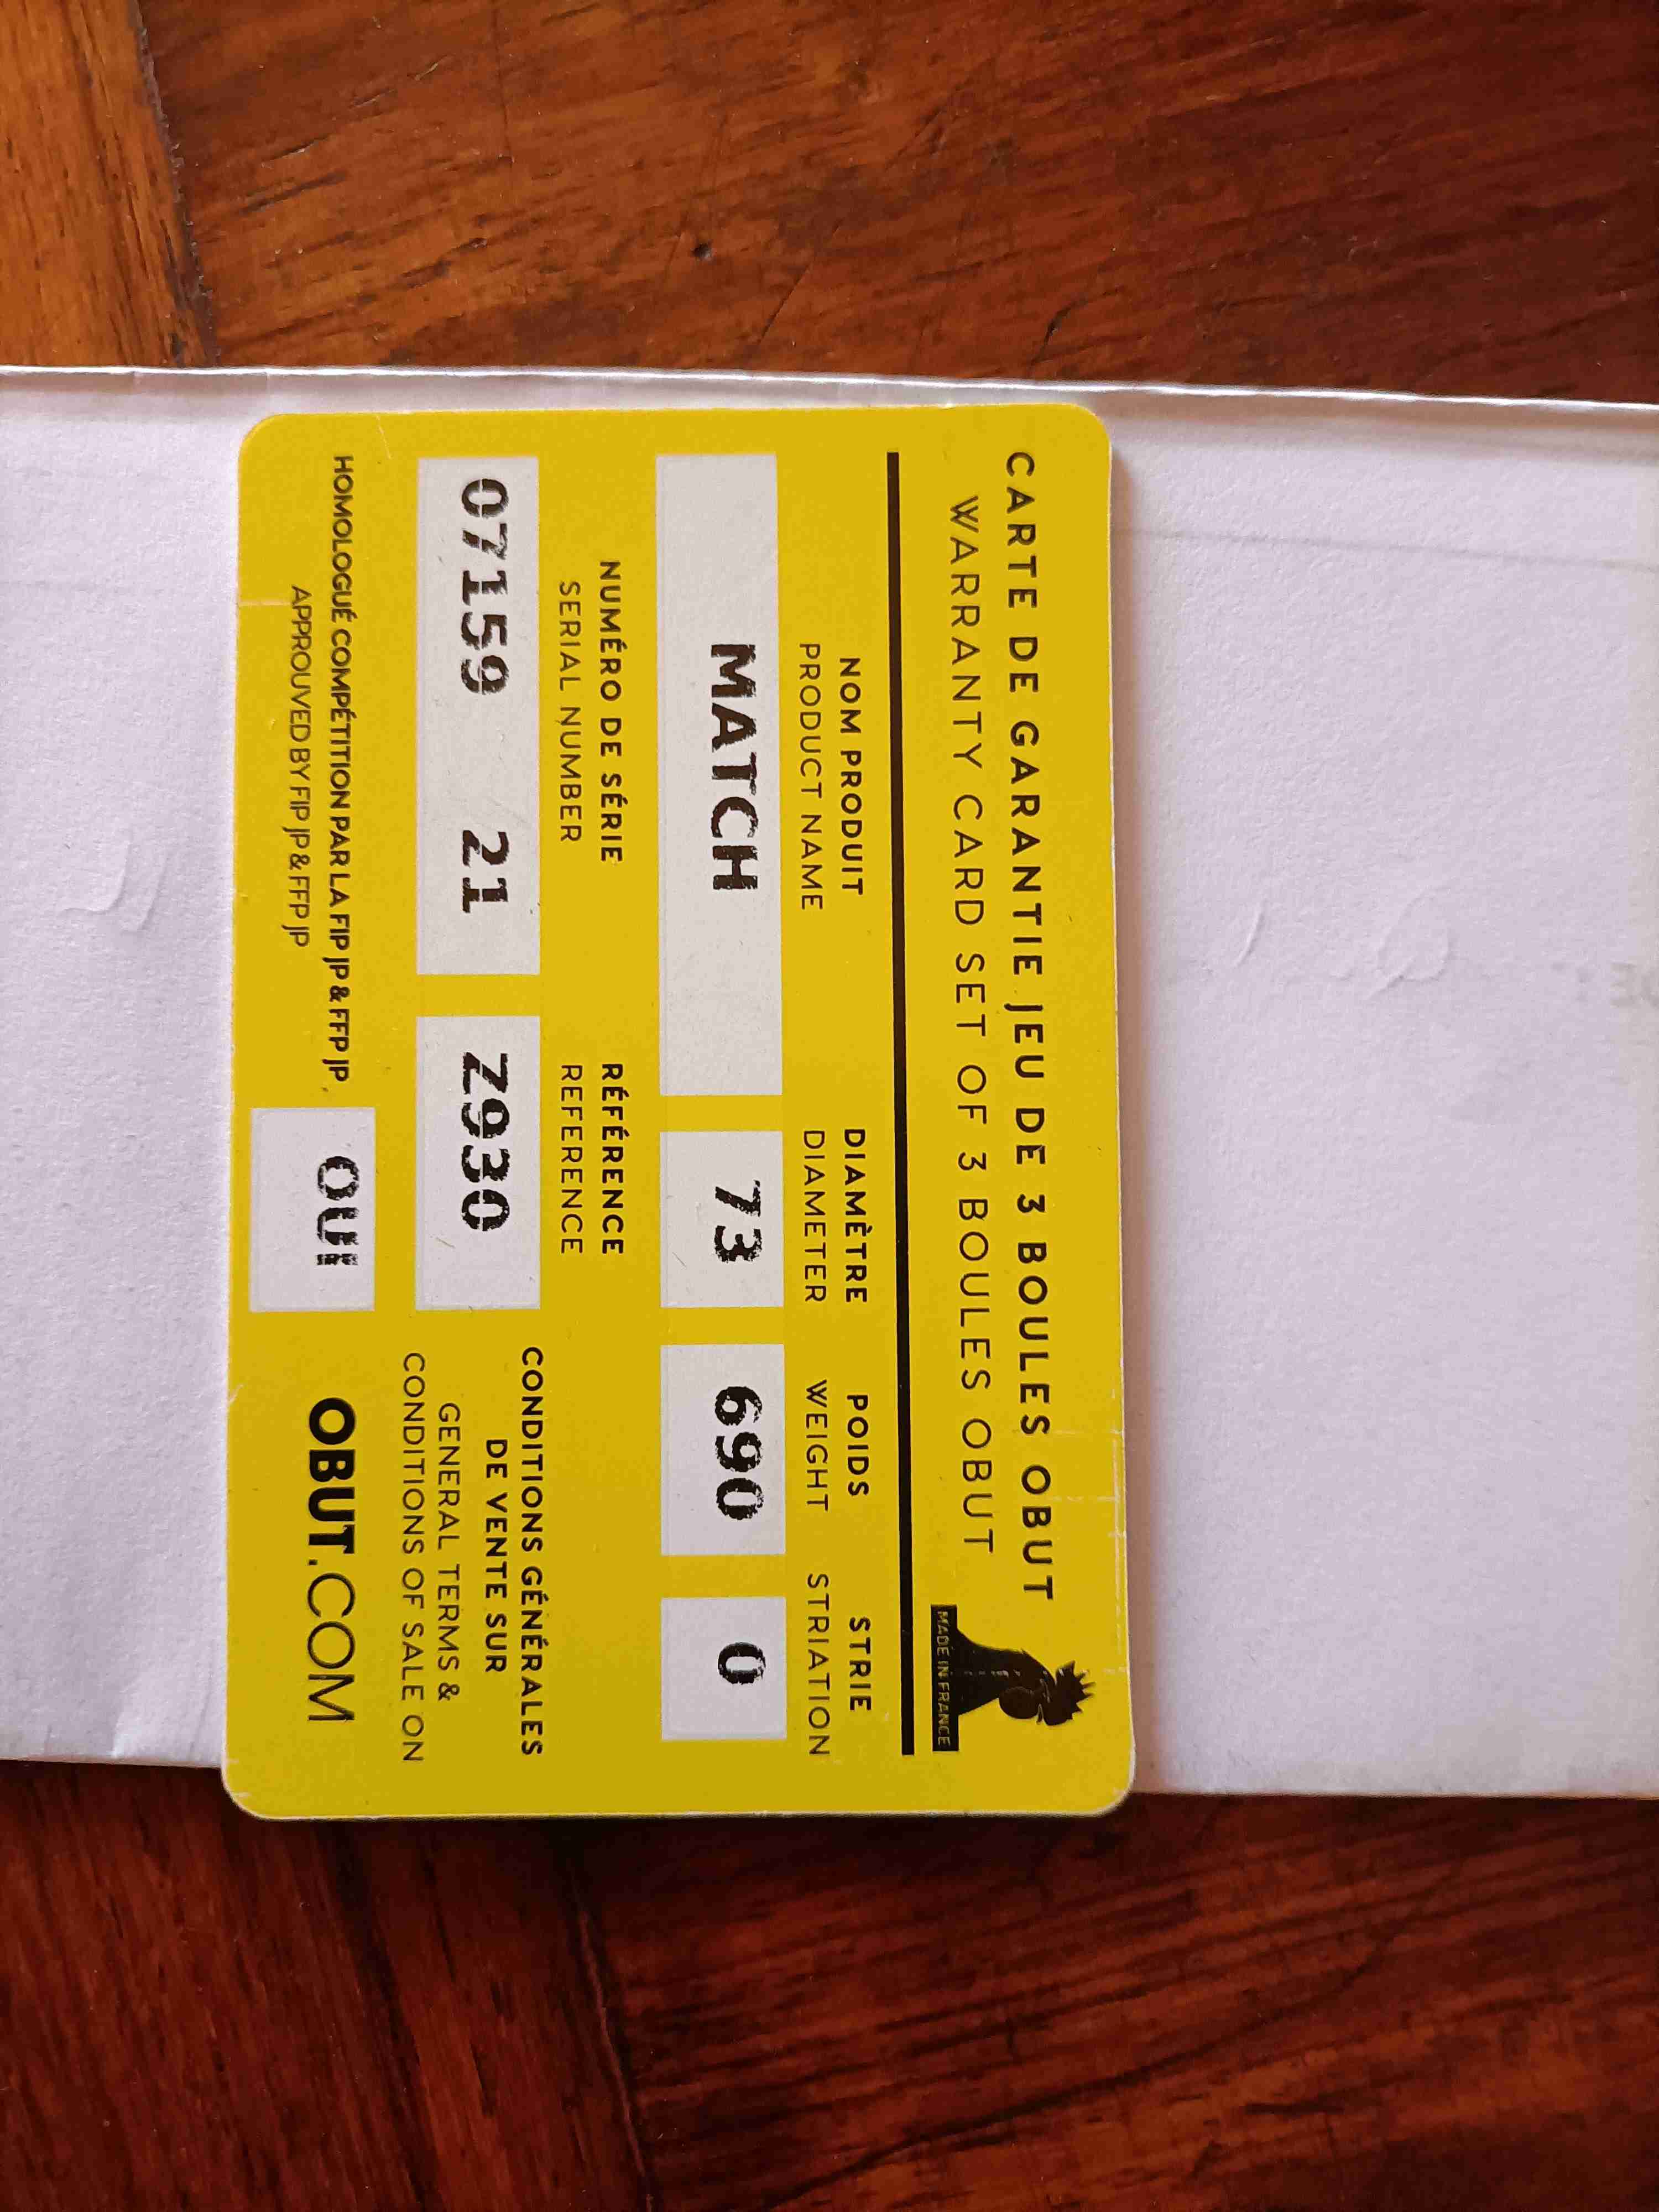 CARTE DE GARANTIE JEU DE 3 BOULES OBUT
WARRANTY CARD SET OF 3 BOULES OBUT
MADE IN FRANCE
NOM PRODUIT
PRODUCT NAME
MATCH
DIAMÈTRE
DIAMETER
73
POIDS
WEIGHT
690
STRIE
STRIATION
0
NUMÉRO DE SÉRIE
SERIAL NUMBER
07159 21
RÉFÉRENCE
REFERENCE
Z930
CONDITIONS GÉNÉRALES
DE VENTE SUR
GENERAL TERMS &
CONDITIONS OF SALE ON
OBUT.COM
HOMOLOGUÉ COMPÉTITION PAR LA FIPJP & FFPJP
APPROUVED BY FIPJP & FFPJP
OUI